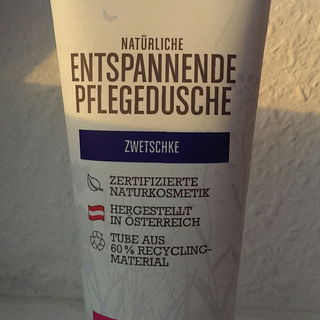 NATÜRLICHE
ENTSPANNENDE
PFLEGEDUSCHE
ZWETSCHKE
ZERTIFIZIERTE
NATURKOSMETIK
HERGESTELLT
IN ÖSTERREICH
TUBE AUS
60% RECYCLING-
MATERIAL